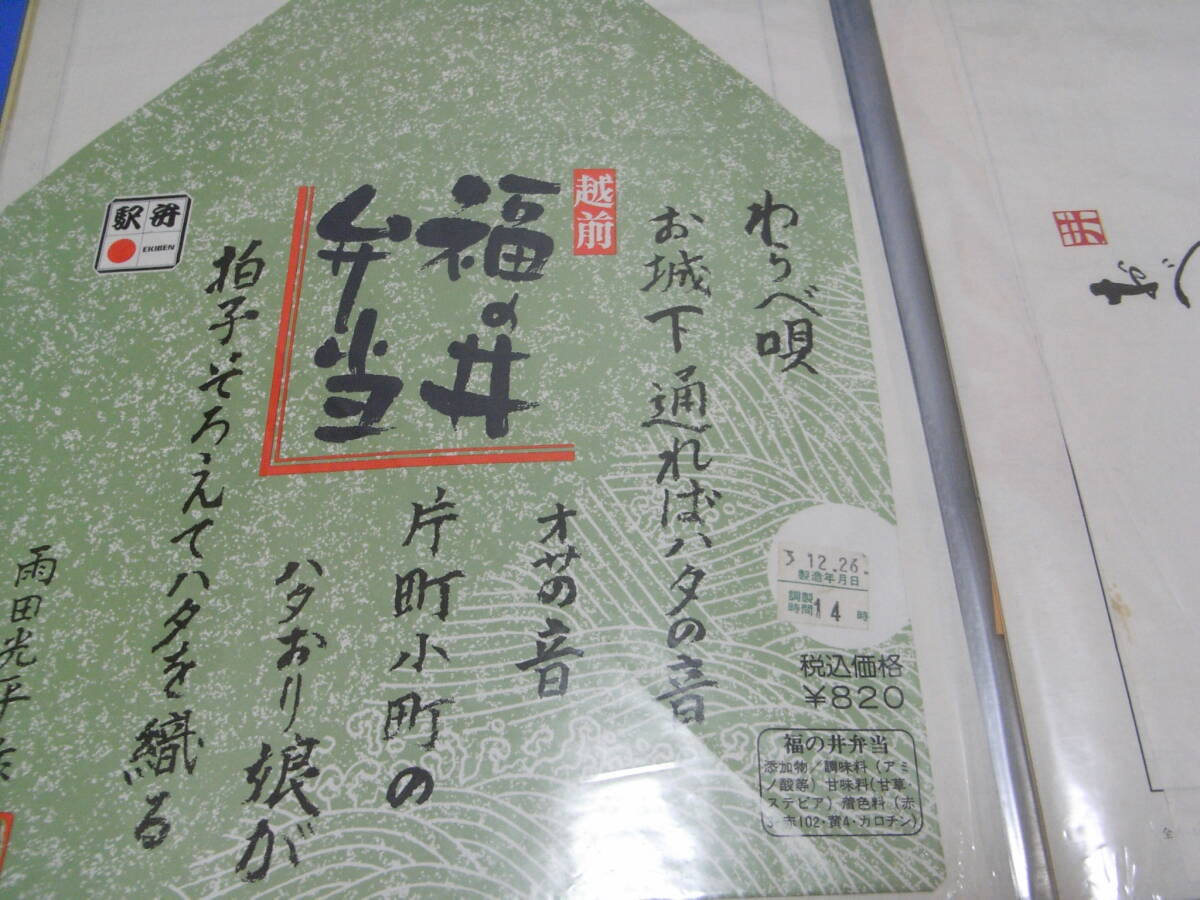 わらべ唄
お城下通ればハタの音
オサの音
片町小町の
ハタおり娘が
拍子そろえてハタを織る
雨田光平
越前
福の井
弁当
駅弁
EKIBEN
3 12.26
製造年月日
調製
時間 14 時
税込価格
¥820
福の井弁当
添加物/調味料(アミ
ノ酸等)甘味料(甘草・
ステビア)着色料(赤
3・赤102・黄4・カロチン)